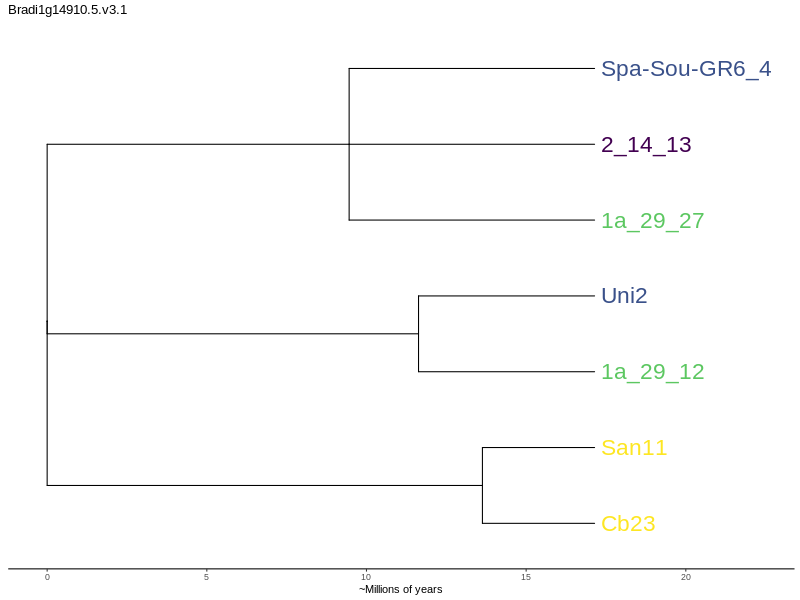 Bradi1g14910.5.v3.1
Spa-Sou-GR6_4
2_14_13
1a_29_27
Uni2
1a_29_12
San11
Cb23
0 5 10 15 20
~Millions of years